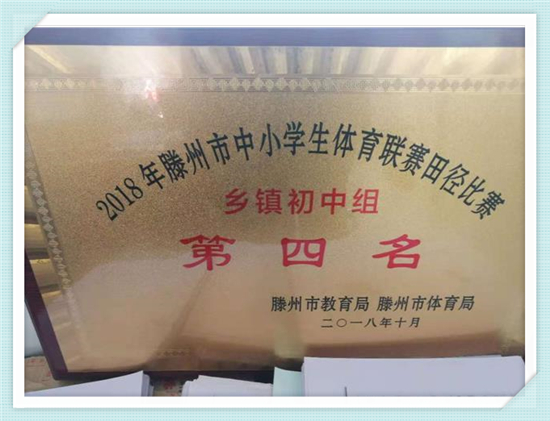 2018年滕州市中小学生体育联赛田径比赛
乡镇初中组
第四名
滕州市教育局 滕州市体育局
二〇一八年十月